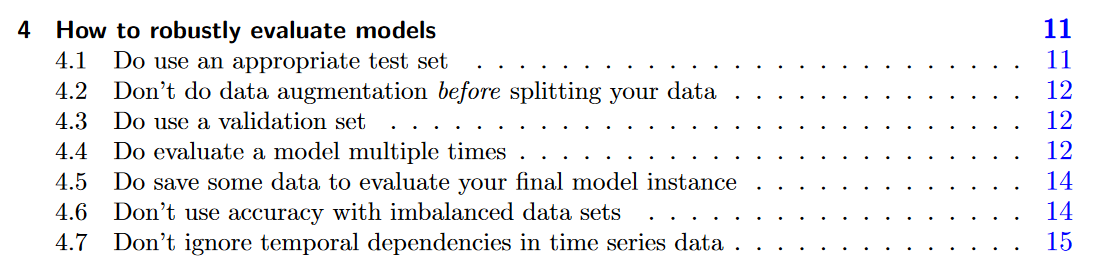 4 How to robustly evaluate models 11
4.1 Do use an appropriate test set . . . . . . . . . . . . . . . . . . . . . . . . . . 11
4.2 Don't do data augmentation before splitting your data . . . . . . . . . . . . . . 12
4.3 Do use a validation set . . . . . . . . . . . . . . . . . . . . . . . . . . . . . 12
4.4 Do evaluate a model multiple times . . . . . . . . . . . . . . . . . . . . . . . 12
4.5 Do save some data to evaluate your final model instance . . . . . . . . . . . . . 14
4.6 Don't use accuracy with imbalanced data sets . . . . . . . . . . . . . . . . . . 14
4.7 Don't ignore temporal dependencies in time series data . . . . . . . . . . . . . . 15